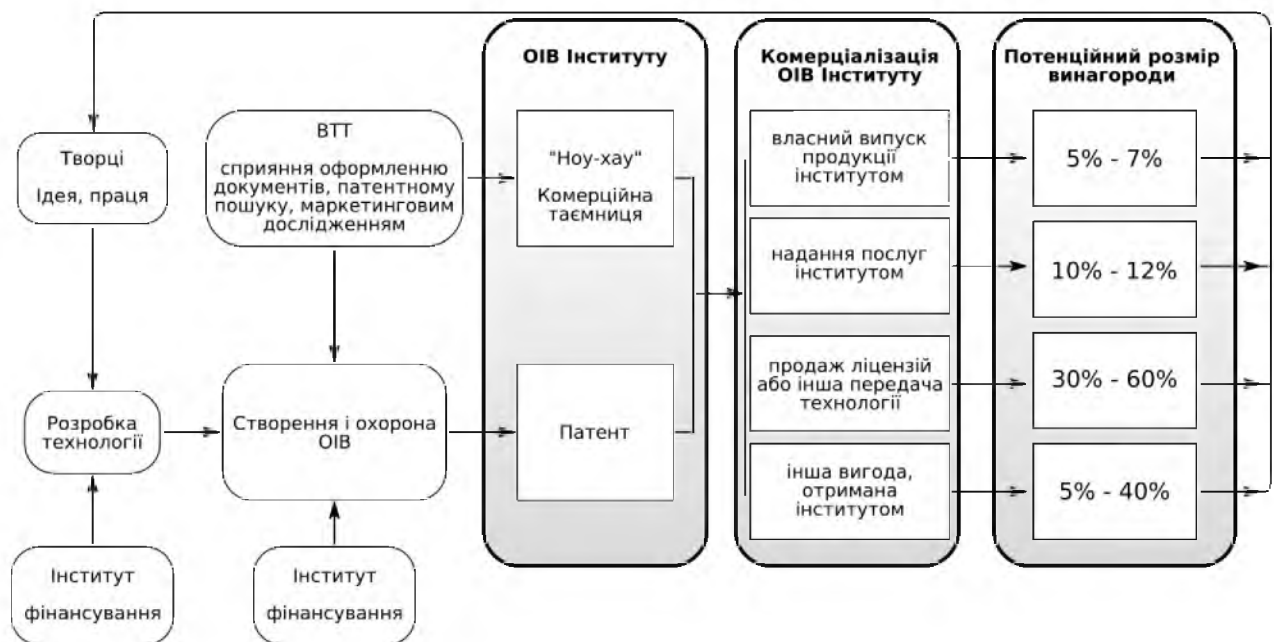 ОІВ Інституту
Комерціалізація
ОІВ Інституту
Потенційний розмір
винагороди
Творці
Ідея, праця
ВТТ
сприяння оформленню
документів, патентному
пошуку, маркетинговим
дослідженням
"Ноу-хау"
Комерційна
таємниця
власний випуск
продукції
інститутом
5% - 7%
надання послуг
інститутом
10% - 12%
Розробка
технології
Створення і охорона
ОІВ
Патент
продаж ліцензій
або інша передача
технології
30% - 60%
інша вигода,
отримана
інститутом
5% - 40%
Інститут
фінансування
Інститут
фінансування